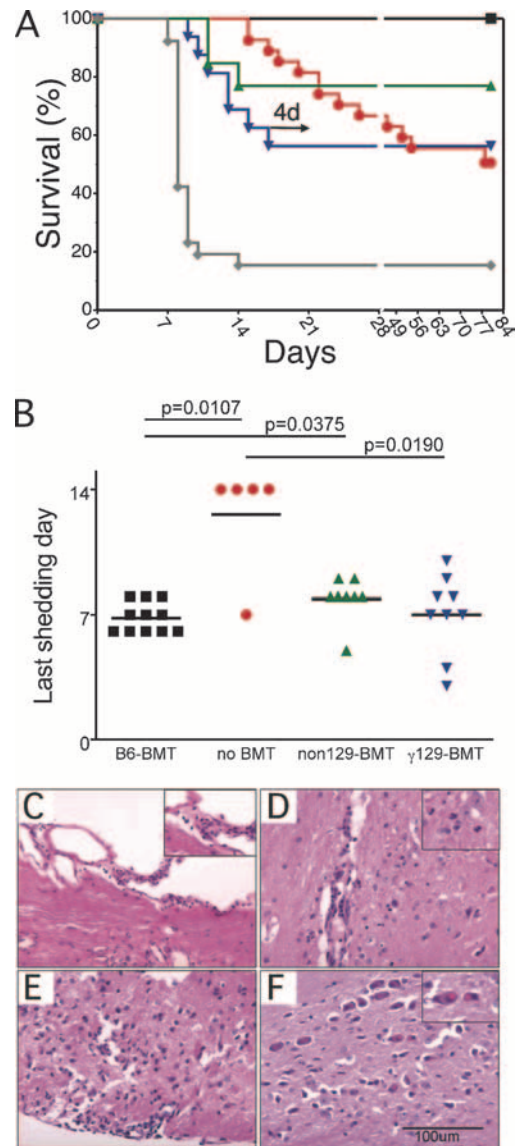 A
Survival (%)
100
80
60
40
20
0
4d
0 7 14 21 28 49 56 63 70 77 84
Days
B
p=0.0107
p=0.0375
p=0.0190
Last shedding day
14
7
0
B6-BMT no BMT non129-BMT γ129-BMT
C
D
E
F
100um